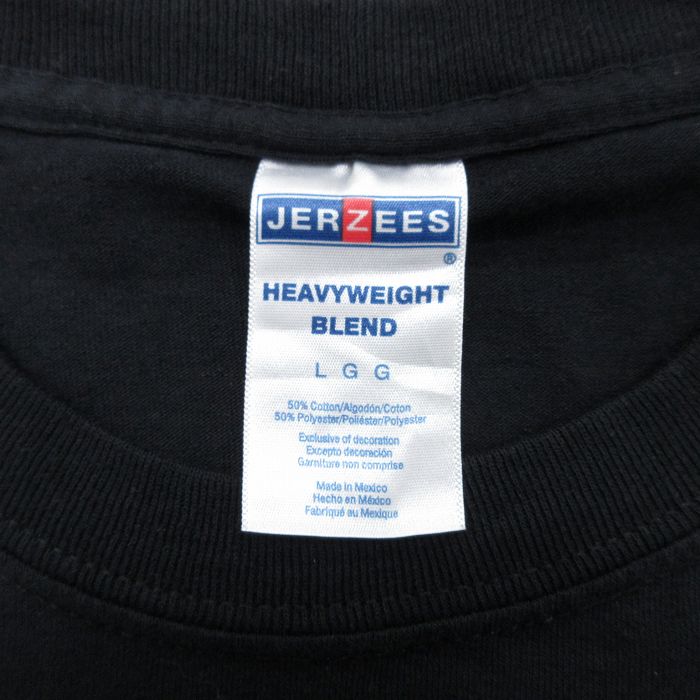 JERZEES
®
HEAVYWEIGHT
BLEND
L G G
50% Cotton/Algodón/Coton
50% Polyester/Poliéster/Polyester
Exclusive of decoration
Excepto decoración
Garniture non comprise
Made in Mexico
Hecho en México
Fabriqué au Mexique